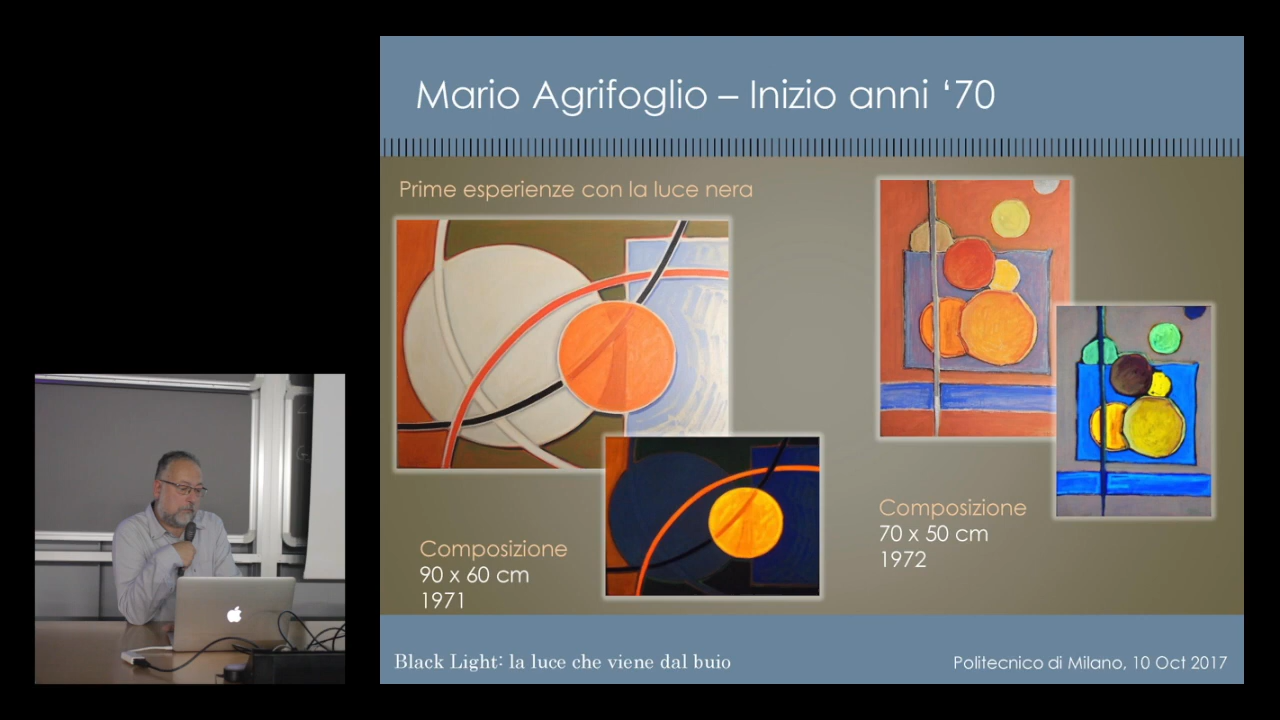 Mario Agrifoglio – Inizio anni ‘70
Prime esperienze con la luce nera
Composizione
90 x 60 cm
1971
Composizione
70 x 50 cm
1972
Black Light: la luce che viene dal buio
Politecnico di Milano, 10 Oct 2017